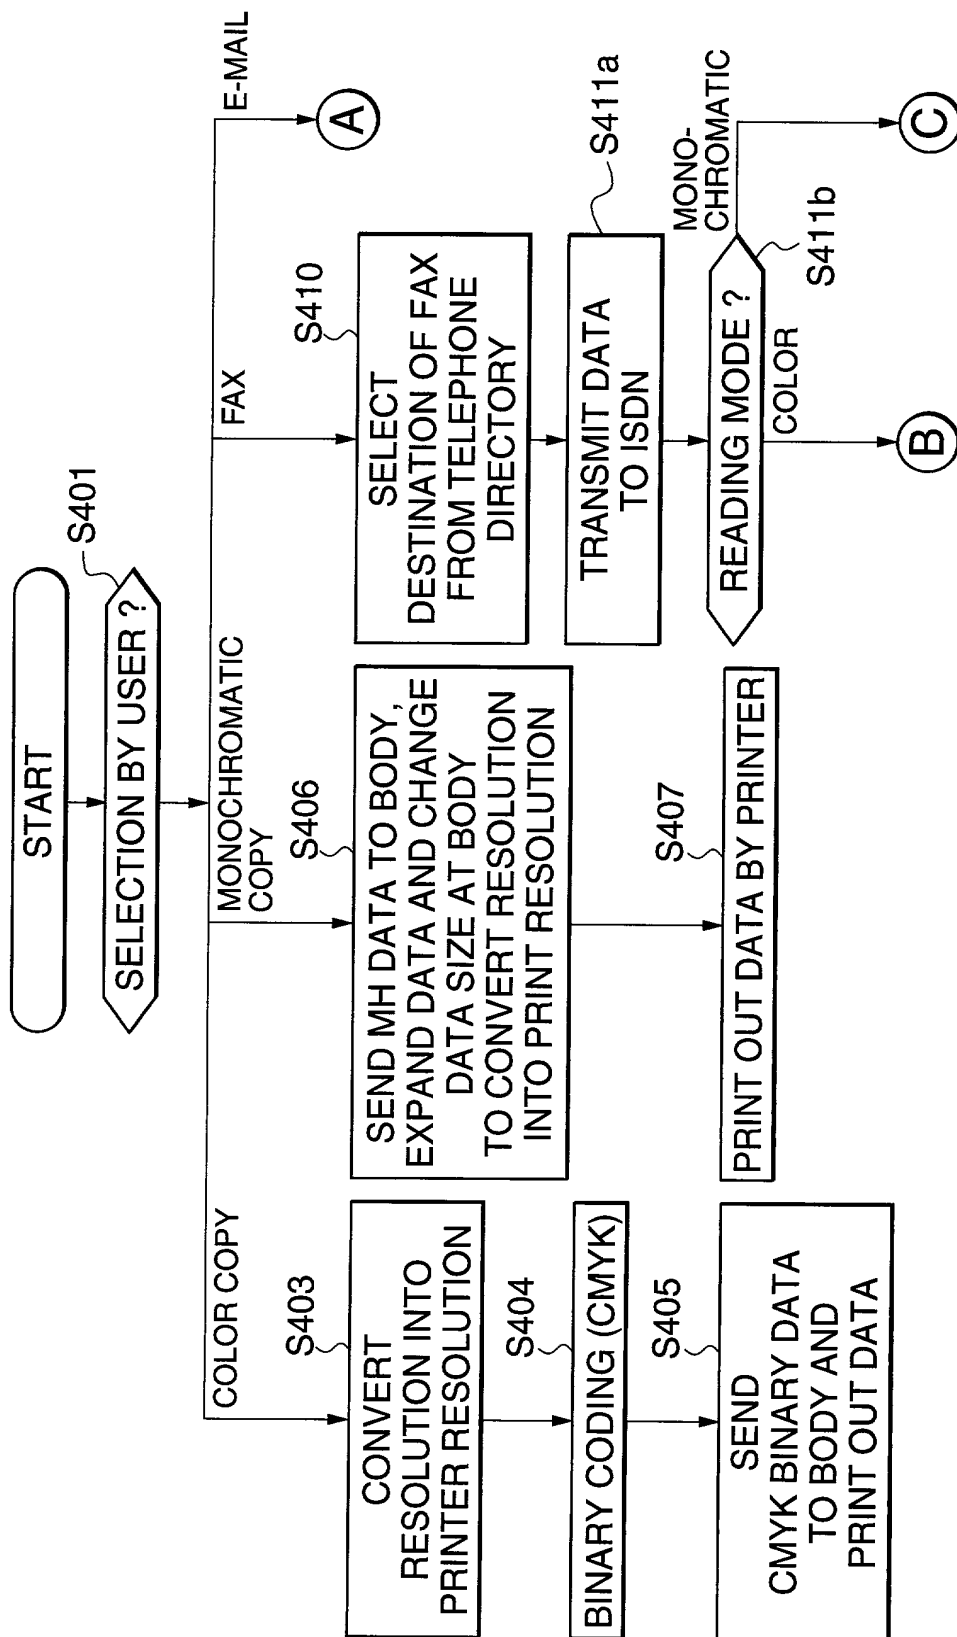 START
SELECTION BY USER ?
S401
COLOR COPY
MONOCHROMATIC
COPY
FAX
E-MAIL
S403
CONVERT
RESOLUTION INTO
PRINTER RESOLUTION
S404
BINARY CODING (CMYK)
S405
SEND
CMYK BINARY DATA
TO BODY AND
PRINT OUT DATA
S406
SEND MH DATA TO BODY,
EXPAND DATA AND CHANGE
DATA SIZE AT BODY
TO CONVERT RESOLUTION
INTO PRINT RESOLUTION
S407
PRINT OUT DATA BY PRINTER
S410
SELECT
DESTINATION OF FAX
FROM TELEPHONE
DIRECTORY
S411a
TRANSMIT DATA
TO ISDN
READING MODE ?
S411b
MONO-
CHROMATIC
COLOR
A
B
C